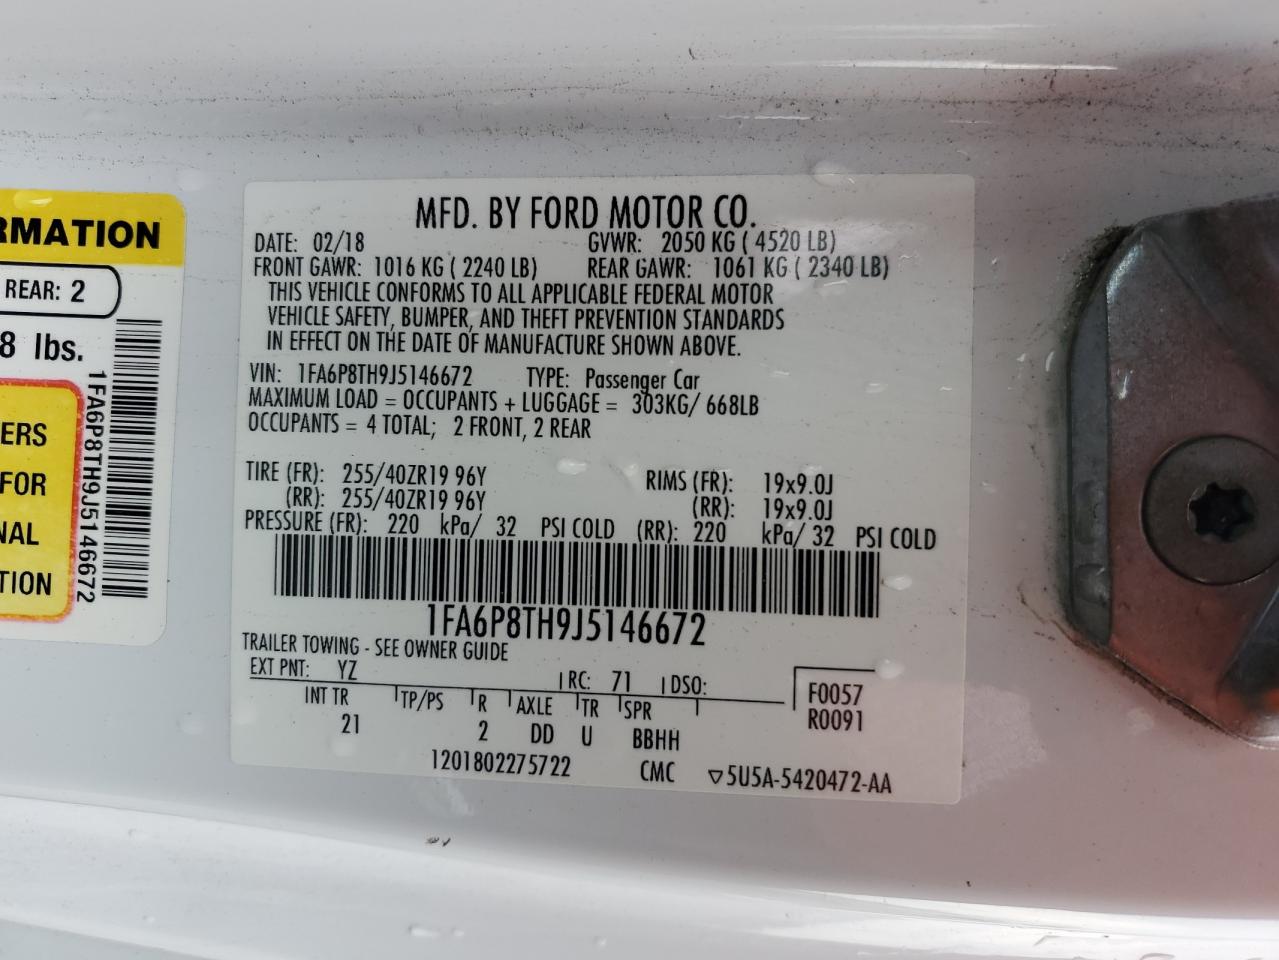 RMATION
REAR: 2
8 lbs.
ERS
FOR
NAL
TION
1FA6P8TH9J5146672
MFD. BY FORD MOTOR CO.
DATE: 02/18 GVWR: 2050 KG ( 4520 LB)
FRONT GAWR: 1016 KG ( 2240 LB) REAR GAWR: 1061 KG ( 2340 LB)
THIS VEHICLE CONFORMS TO ALL APPLICABLE FEDERAL MOTOR
VEHICLE SAFETY, BUMPER, AND THEFT PREVENTION STANDARDS
IN EFFECT ON THE DATE OF MANUFACTURE SHOWN ABOVE.
VIN: 1FA6P8TH9J5146672 TYPE: Passenger Car
MAXIMUM LOAD = OCCUPANTS + LUGGAGE = 303KG/ 668LB
OCCUPANTS = 4 TOTAL; 2 FRONT, 2 REAR
TIRE (FR): 255/40ZR19 96Y RIMS (FR): 19x9.0J
(RR): 255/40ZR19 96Y (RR): 19x9.0J
PRESSURE (FR): 220 kPa/ 32 PSI COLD (RR): 220 kPa/ 32 PSI COLD
1FA6P8TH9J5146672
TRAILER TOWING - SEE OWNER GUIDE
EXT PNT: YZ RC: 71 DSO:
INT TR TP/PS R AXLE TR SPR F0057
21 2 DD U BBHH R0091
1201802275722 CMC ▽5U5A-5420472-AA